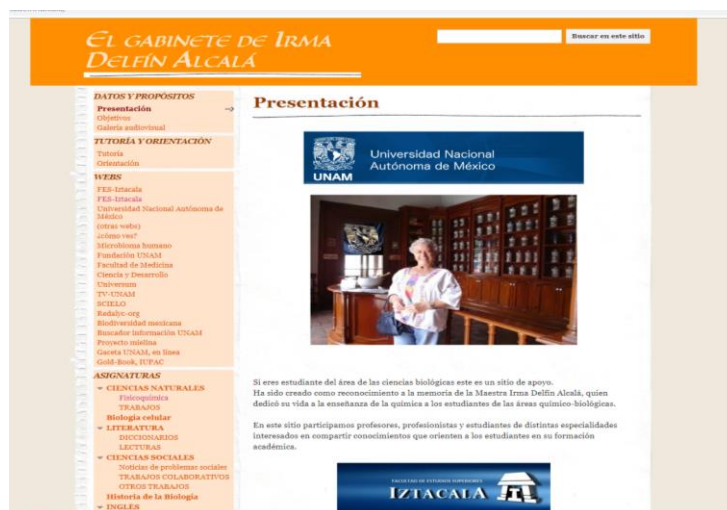 EL GABINETE DE IRMA
DELFÍN ALCALÁ
Buscar en este sitio
DATOS Y PROPÓSITOS
Presentación
Objetivos
Galería audiovisual
TUTORÍA Y ORIENTACIÓN
Tutoría
Orientación
WEBS
FES-Iztacala
FES-Iztacala
Universidad Nacional Autónoma de
México
(otras webs)
¿cómo ves?
Microbioma humano
Fundación UNAM
Facultad de Medicina
Ciencia y Desarrollo
Universum
TV-UNAM
SCIELO
Redalyc-org
Biodiversidad mexicana
Buscador información UNAM
Proyecto mielina
Gaceta UNAM, en línea
Gold-Book, IUPAC
ASIGNATURAS
CIENCIAS NATURALES
Fisicoquímica
TRABAJOS
Biología celular
LITERATURA
DICCIONARIOS
LECTURAS
CIENCIAS SOCIALES
Noticias de problemas sociales
TRABAJOS COLABORATIVOS
OTROS TRABAJOS
Historia de la Biología
INGLÉS
Presentación
UNAM
Universidad Nacional
Autónoma de México
Si eres estudiante del área de las ciencias biológicas este es un sitio de apoyo.
Ha sido creado como reconocimiento a la memoria de la Maestra Irma Delfín Alcalá, quien
dedicó su vida a la enseñanza de la química a los estudiantes de las áreas químico-biológicas.
En este sitio participamos profesores, profesionistas y estudiantes de distintas especialidades
interesados en compartir conocimientos que orienten a los estudiantes en su formación
académica.
FACULTAD DE ESTUDIOS SUPERIORES
IZTACALA